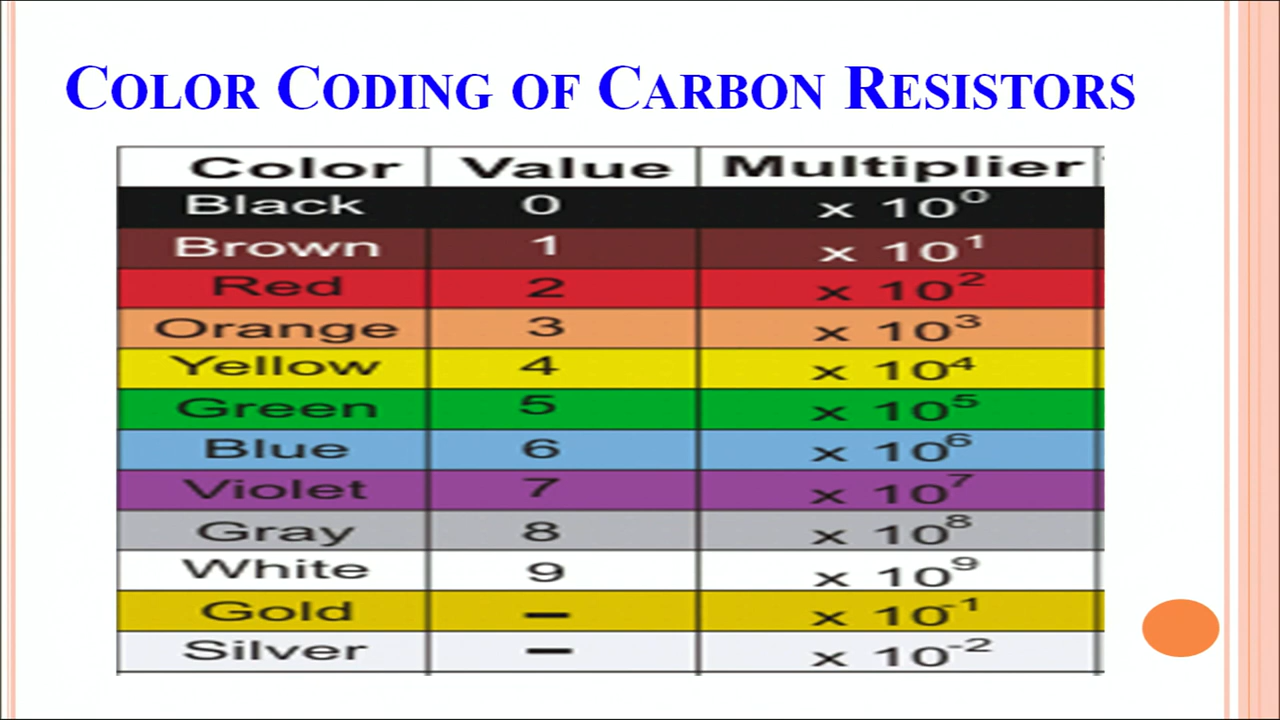 COLOR CODING OF CARBON RESISTORS
Color Value Multiplier
Black 0 x 10⁰
Brown 1 x 10¹
Red 2 x 10²
Orange 3 x 10³
Yellow 4 x 10⁴
Green 5 x 10⁵
Blue 6 x 10⁶
Violet 7 x 10⁷
Gray 8 x 10⁸
White 9 x 10⁹
Gold – x 10⁻¹
Silver – x 10⁻²